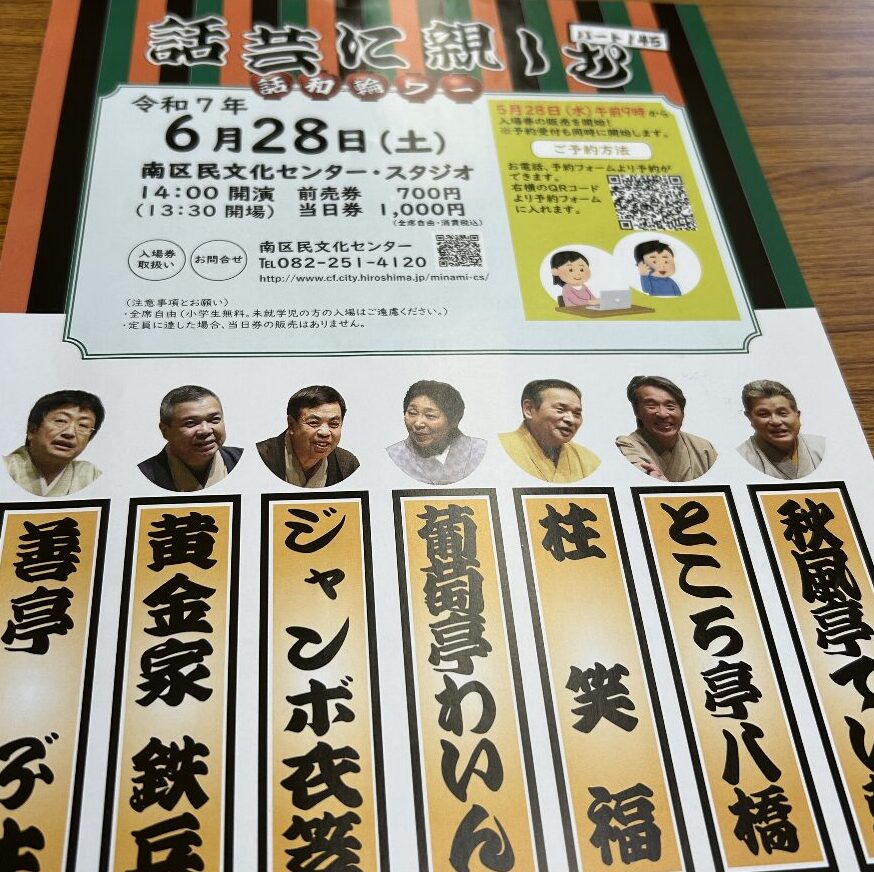 話芸に親しむ
パート145
話和輪ワー
令和7年
6月28日(土)
南区民文化センター・スタジオ
14:00 開演 前売券 700円
(13:30 開場) 当日券 1,000円
(全席自由・消費税込)
入場券
取扱い
お問合せ
南区民文化センター
TEL082-251-4120
http://www.cf.city.hiroshima.jp/minami-cs/
(注意事項とお願い)
・全席自由(小学生無料。未就学児の方の入場はご遠慮ください。)
・定員に達した場合、当日券の販売はありません。
5月28日(水)午前9時から
入場券の販売を開始!
※予約受付も同時に開始します。
ご予約方法
お電話、予約フォームより予約が
できます。
右横のQRコード
より予約フォーム
に入れます。
善亭 ぶ
黄金家 鉄兵
ジャンボ衣笠
葡萄亭わいん
桂 笑福
ところ亭八橋
秋風亭てい